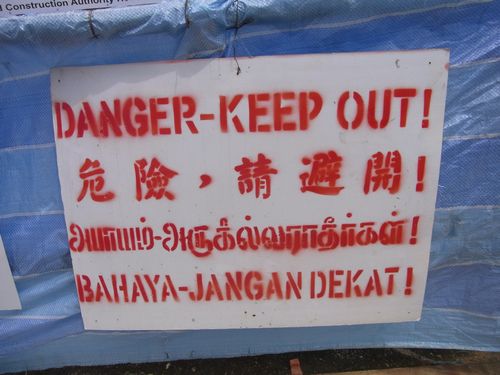 Construction Authority
DANGER-KEEP OUT!
危險，請避開!
அபாயம்-அருகில்வராதீர்கள்!
BAHAYA-JANGAN DEKAT!